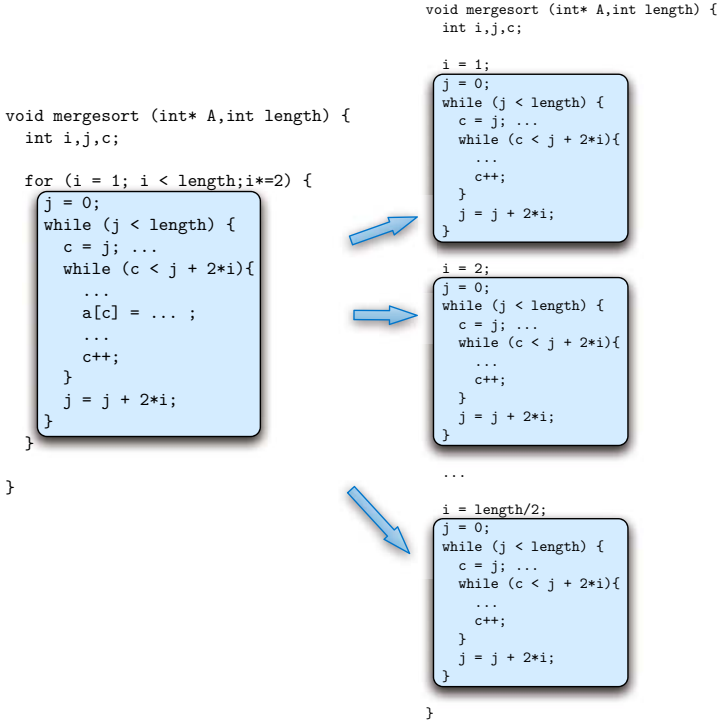 void mergesort (int* A,int length) {
int i,j,c;
for (i = 1; i < length;i*=2) {
j = 0;
while (j < length) {
c = j; ...
while (c < j + 2*i){
...
a[c] = ... ;
...
c++;
}
j = j + 2*i;
}
}
}
void mergesort (int* A,int length) {
int i,j,c;
i = 1;
j = 0;
while (j < length) {
c = j; ...
while (c < j + 2*i){
...
c++;
}
j = j + 2*i;
}
i = 2;
j = 0;
while (j < length) {
c = j; ...
while (c < j + 2*i){
...
c++;
}
j = j + 2*i;
}
...
i = length/2;
j = 0;
while (j < length) {
c = j; ...
while (c < j + 2*i){
...
c++;
}
j = j + 2*i;
}
}